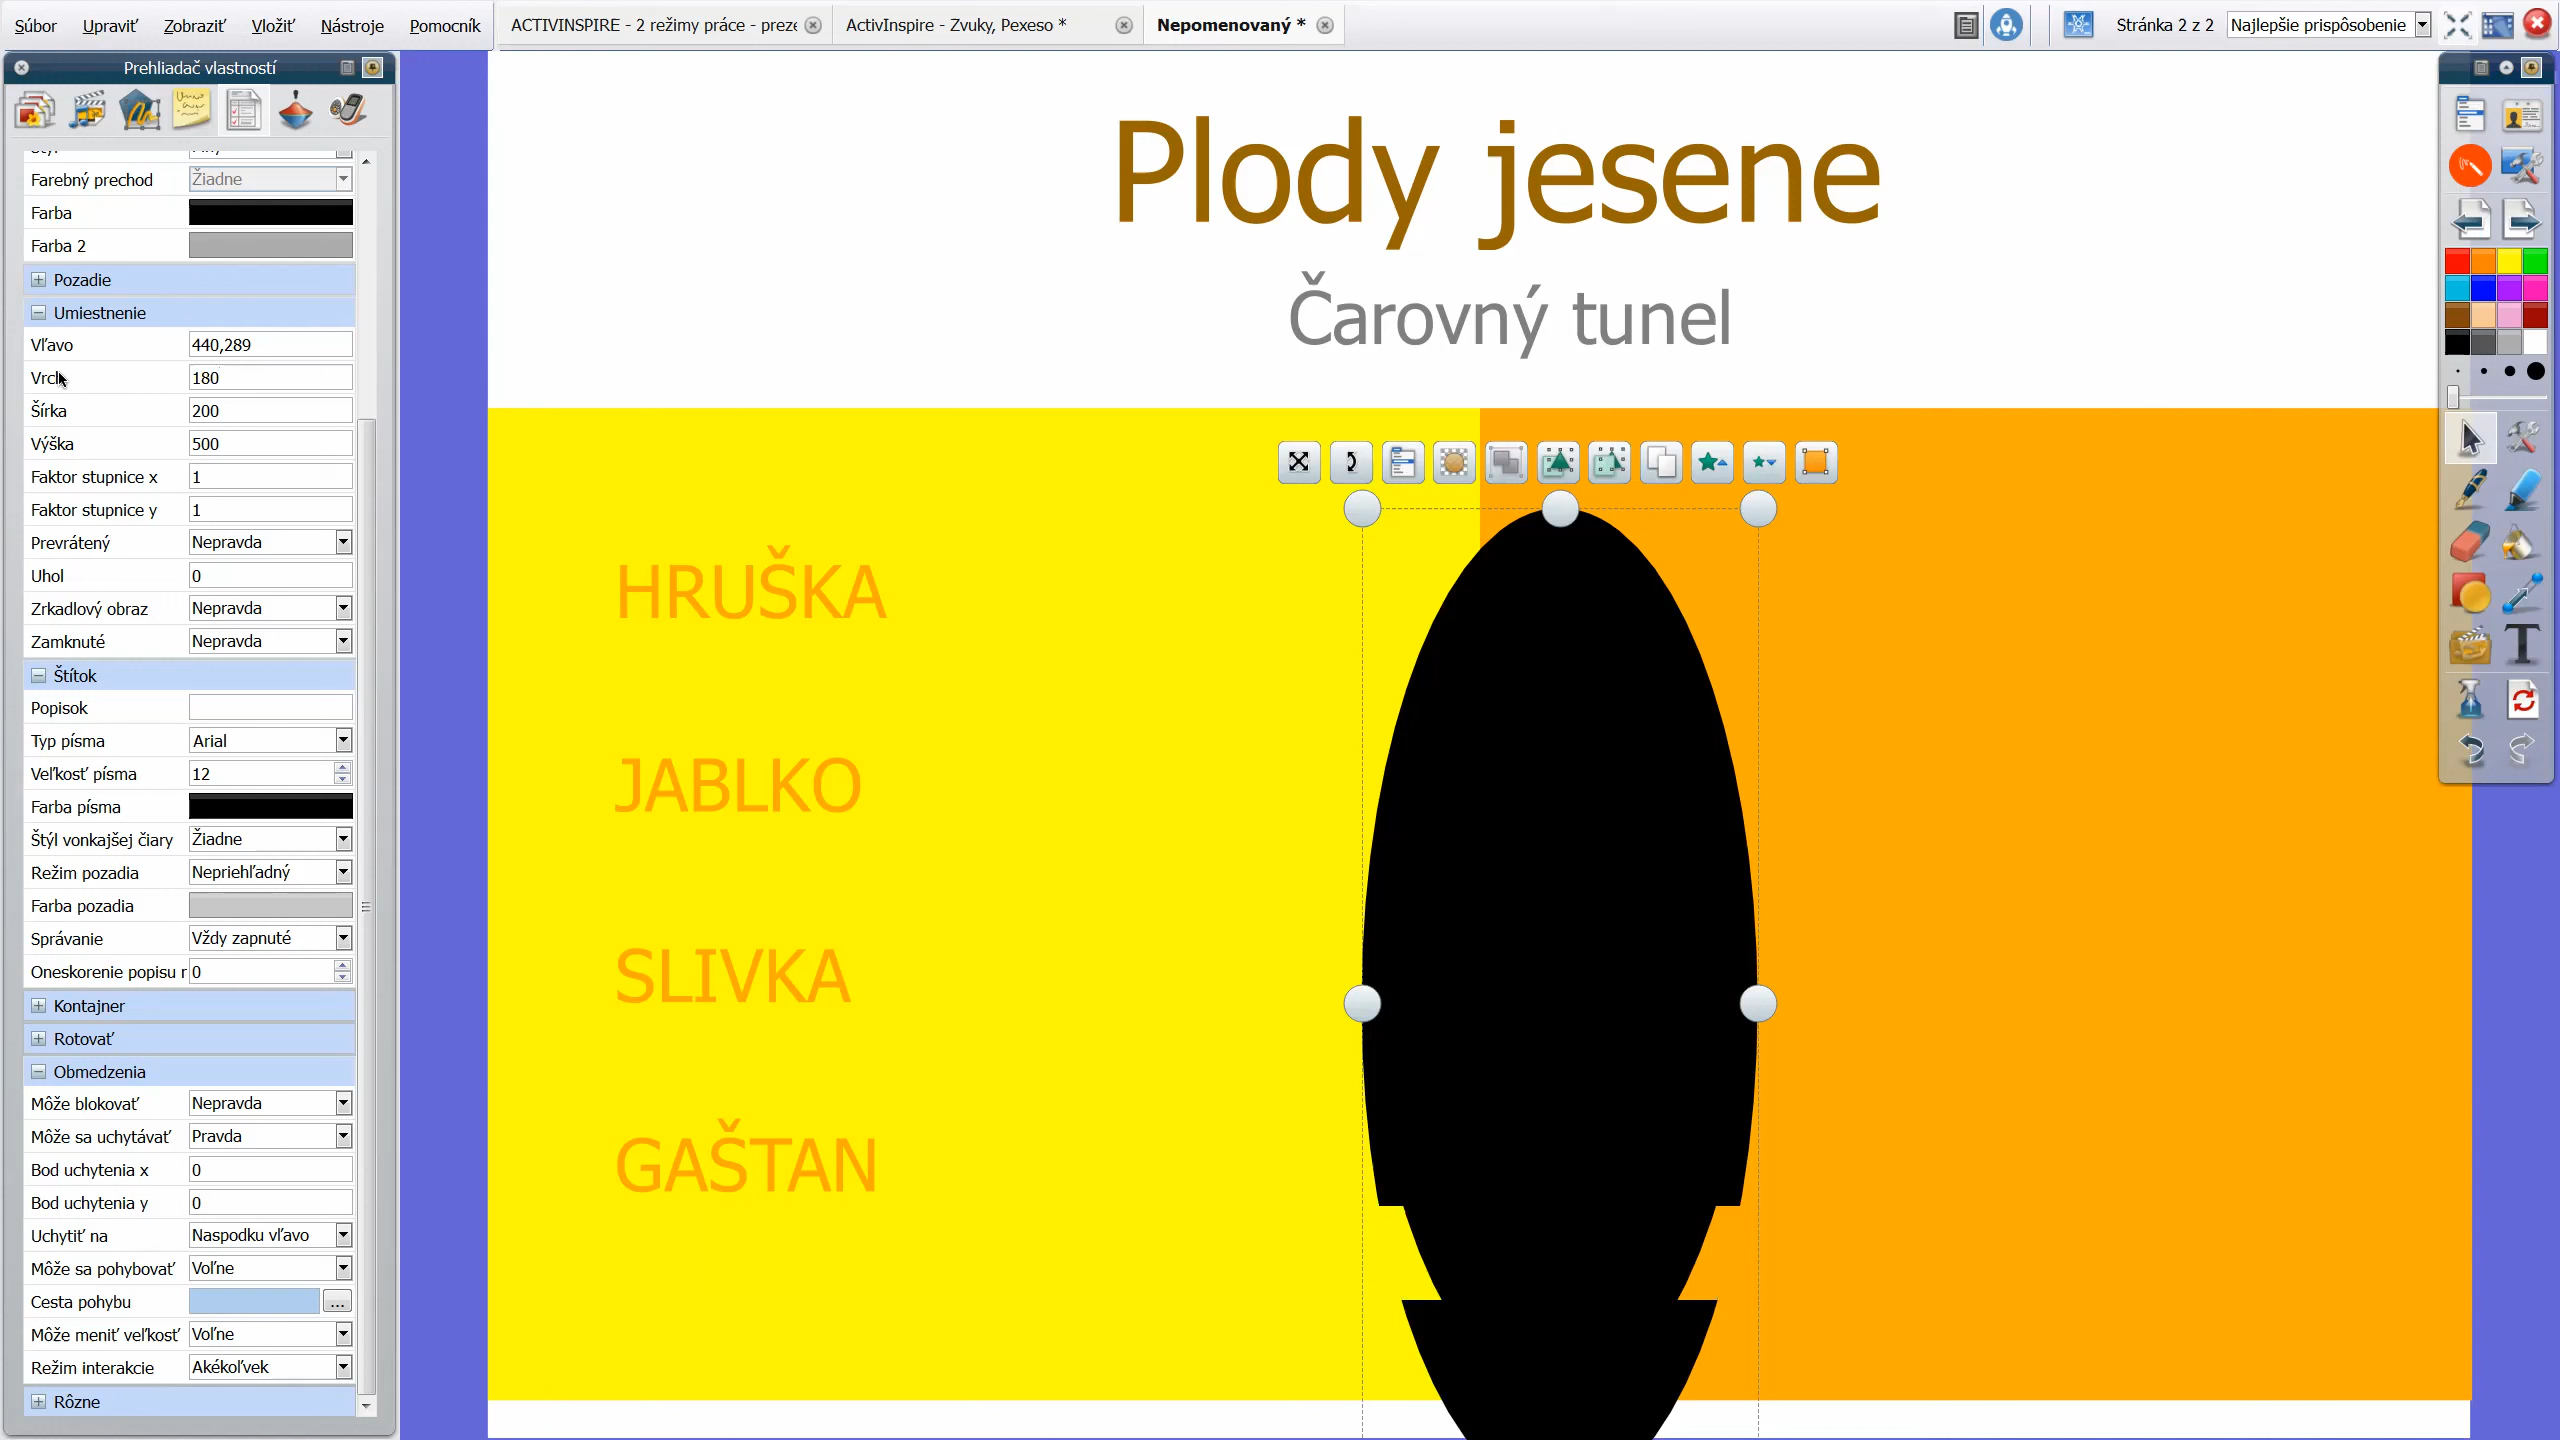 Súbor Upraviť Zobraziť Vložiť Nástroje Pomocník
ACTIVINSPIRE - 2 režimy práce - preze
ActivInspire - Zvuky, Pexeso *
Nepomenovaný *
Stránka 2 z 2
Najlepšie prispôsobenie
Prehliadač vlastností
Farebný prechod Žiadne
Farba
Farba 2
Pozadie
Umiestnenie
Vľavo 440,289
Vrch 180
Šírka 200
Výška 500
Faktor stupnice x 1
Faktor stupnice y 1
Prevrátený Nepravda
Uhol 0
Zrkadlový obraz Nepravda
Zamknuté Nepravda
Štítok
Popisok
Typ písma Arial
Veľkosť písma 12
Farba písma
Štýl vonkajšej čiary Žiadne
Režim pozadia Nepriehľadný
Farba pozadia
Správanie Vždy zapnuté
Oneskorenie popisu r 0
Kontajner
Rotovať
Obmedzenia
Môže blokovať Nepravda
Môže sa uchytávať Pravda
Bod uchytenia x 0
Bod uchytenia y 0
Uchytiť na Naspodku vľavo
Môže sa pohybovať Voľne
Cesta pohybu ...
Môže meniť veľkosť Voľne
Režim interakcie Akékoľvek
Rôzne
Plody jesene
Čarovný tunel
HRUŠKA
JABLKO
SLIVKA
GAŠTAN